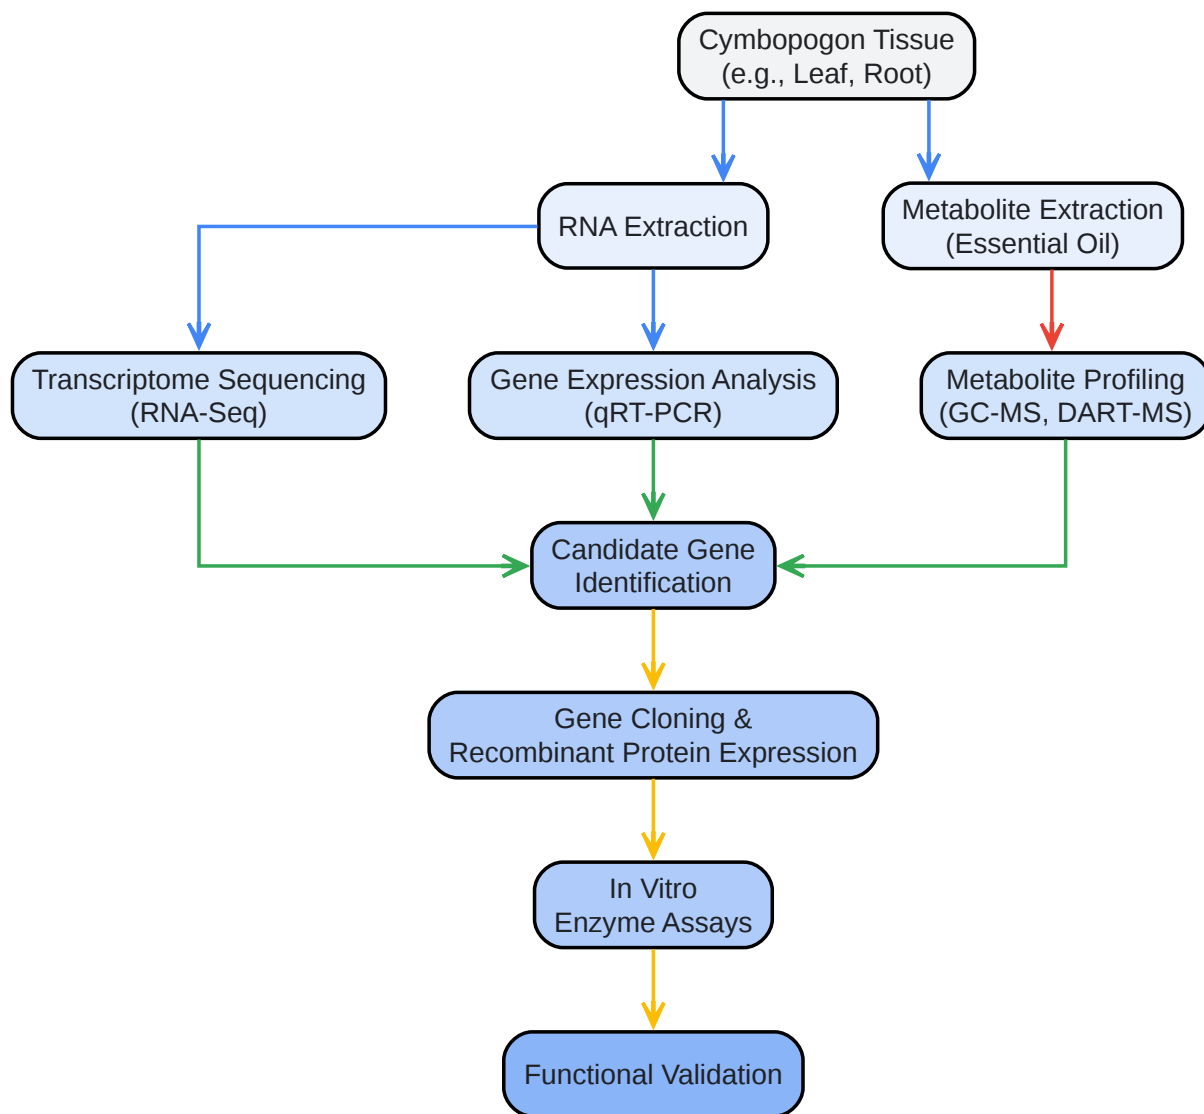 Cymbopogon Tissue
(e.g., Leaf, Root)
RNA Extraction
Metabolite Extraction
(Essential Oil)
Transcriptome Sequencing
(RNA-Seq)
Gene Expression Analysis
(qRT-PCR)
Metabolite Profiling
(GC-MS, DART-MS)
Candidate Gene
Identification
Gene Cloning &
Recombinant Protein Expression
In Vitro
Enzyme Assays
Functional Validation